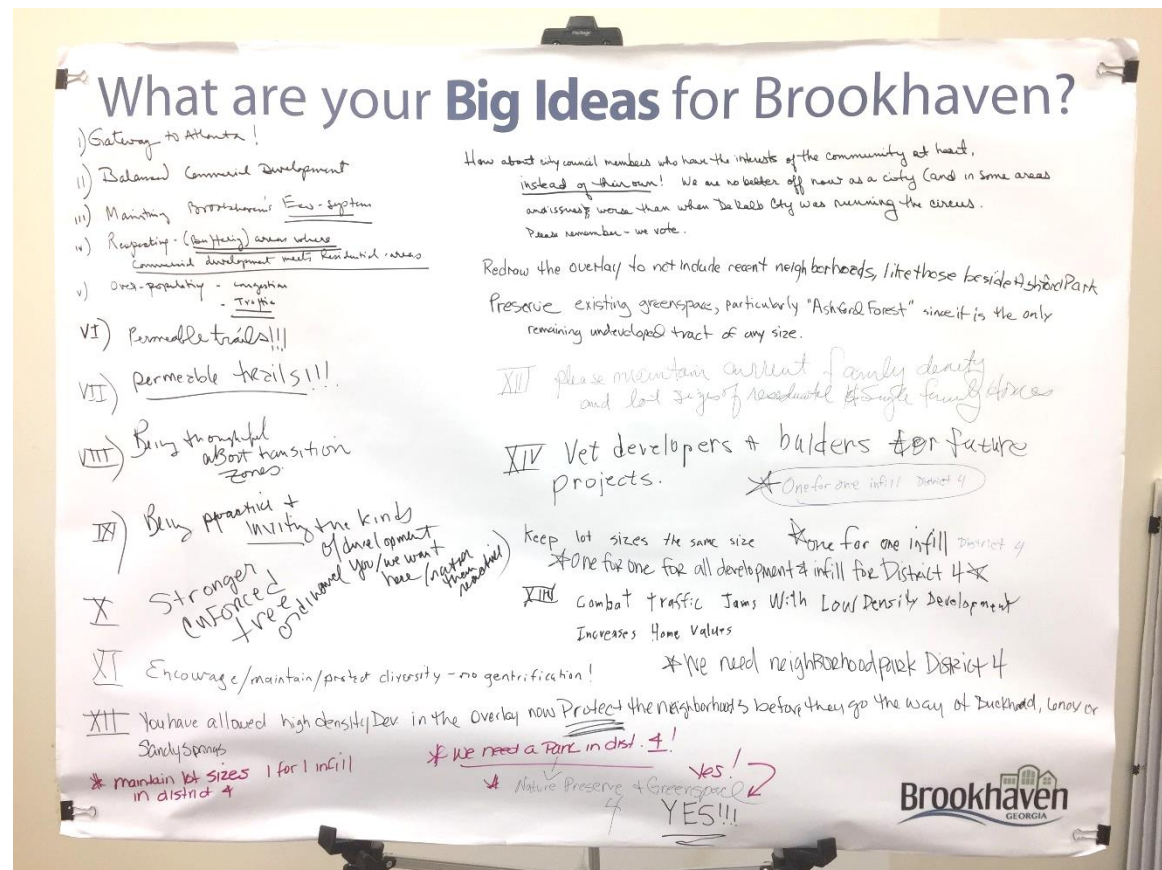 What are your Big Ideas for Brookhaven?
i) Gateway to Atlanta!
ii) Balanced Commercial Development
iii) Brookhaven's Eco-system
iv) Respecting - (Buffering) areas where
Commercial development meets Residential areas
v) Over-populating - congestion
- Traffic
VI) Permeable trails!!!
VII) permeable trails!!!
VIII) Being thoughtful
about transition
zones.
IX) Being proactive +
inviting the kinds
of development
you/we want
here (rather
than
reactive)
X Stronger
enforced
tree
ordinance
XI Encourage/maintain/protect diversity - no gentrification!
XII You have allowed high density Dev in the Overlay now Protect the neighborhoods before they go the way of Buckhead, Lenox or
Sandy Springs
* maintain lot sizes 1 for 1 infill
in district 4
How about city council members who have the interests of the community at heart,
instead of their own! We are no better off now as a city (and in some areas
and issues worse than when DeKalb Cty was running the circus.
Please remember - we vote.
Redraw the overlay to not include recent neighborhoods, like those beside Ashford Park
Preserve existing greenspace, particularly "Ashford Forest" since it is the only
remaining undeveloped tract of any size.
XIII please maintain current family density
and lot sizes of single family homes
XIV Vet developers + bulders for future
projects.
* One for one infill District 4
Keep lot sizes the same size
* one for one infill District 4
* One for one for all development & infill for District 4 *
Combat Traffic Jams With Low Density Development
Increases Home Values
* We need neighborhood park District 4
* We need a Park in dist. 4!
* Nature Preserve + Greenspace
4
Yes!
YES!!!
Brookhaven
GEORGIA